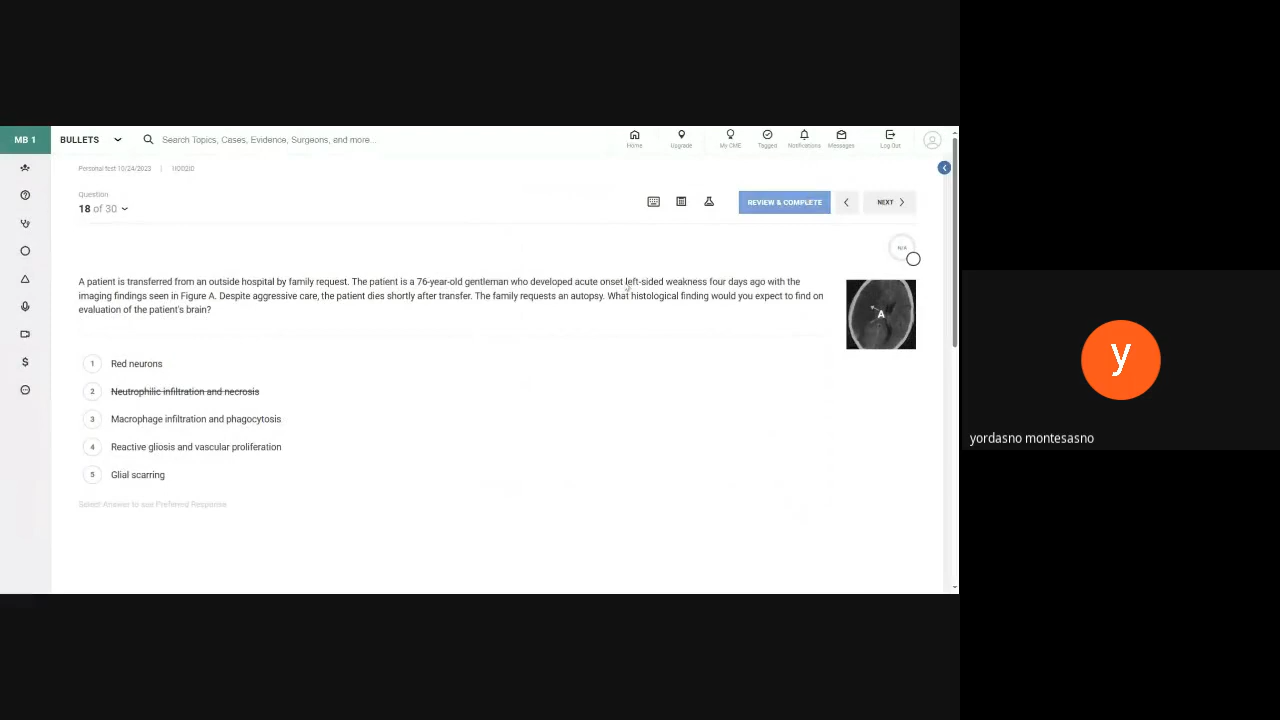 MB 1
BULLETS
Search Topics, Cases, Evidence, Surgeons, and more...
Home
Upgrade
My CME
Tagged
Notifications
Messages
Log Out
Personal test 10/24/2023 |
Question
18 of 30
REVIEW & COMPLETE
NEXT
N/A
A patient is transferred from an outside hospital by family request. The patient is a 76-year-old gentleman who developed acute onset left-sided weakness four days ago with the
imaging findings seen in Figure A. Despite aggressive care, the patient dies shortly after transfer. The family requests an autopsy. What histological finding would you expect to find on
evaluation of the patient's brain?
A
1 Red neurons
2 Neutrophilic infiltration and necrosis
3 Macrophage infiltration and phagocytosis
4 Reactive gliosis and vascular proliferation
5 Glial scarring
Select Answer to see Preferred Response
y
yordasno montesasno